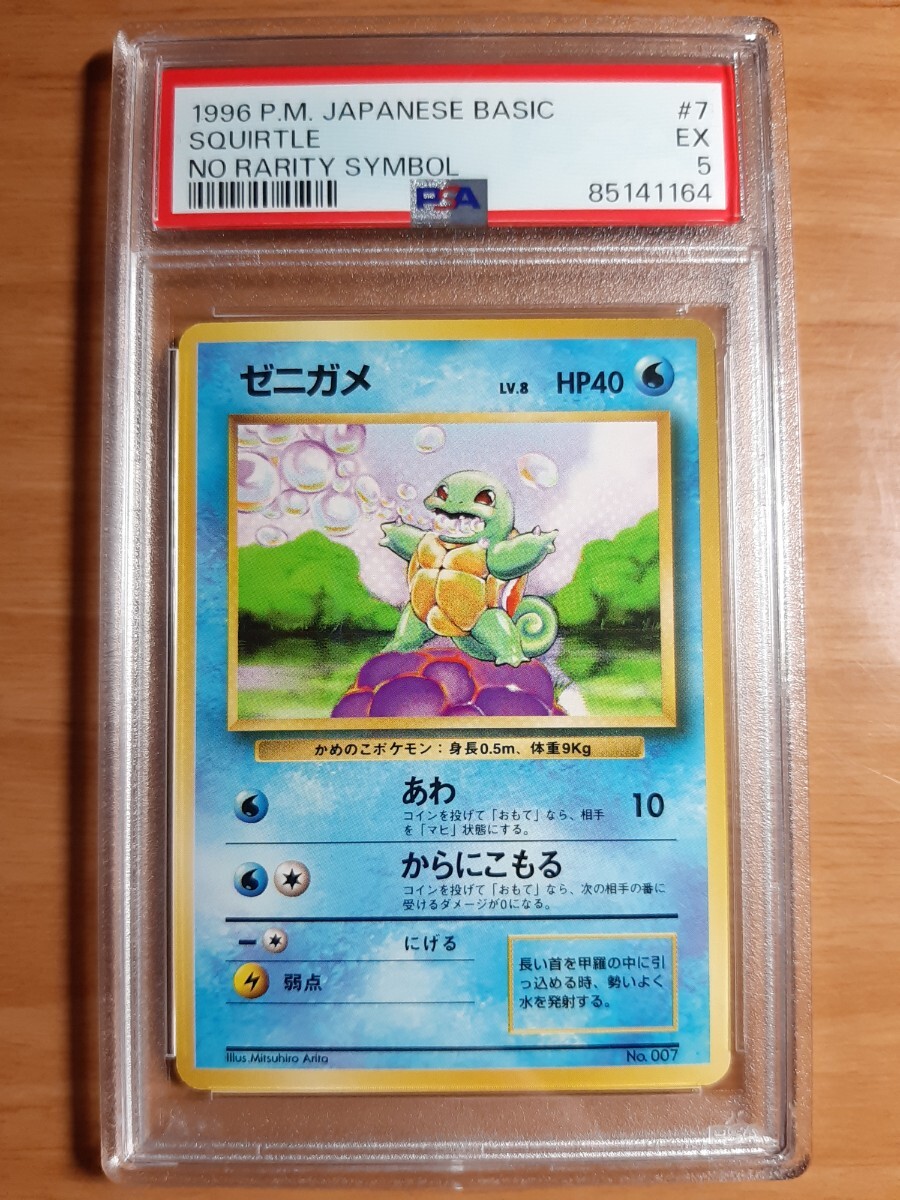 1996 P.M. JAPANESE BASIC #7
SQUIRTLE EX
NO RARITY SYMBOL 5
PSA 85141164
ゼニガメ LV.8 HP40
かめのこポケモン：身長0.5m、体重9Kg
あわ 10
コインを投げて「おもて」なら、相手
を「マヒ」状態にする。
からにこもる
コインを投げて「おもて」なら、次の相手の番に
受けるダメージが0になる。
にげる
弱点
長い首を甲羅の中に引
っ込める時、勢いよく
水を発射する。
Illus.Mitsuhiro Arita No. 007